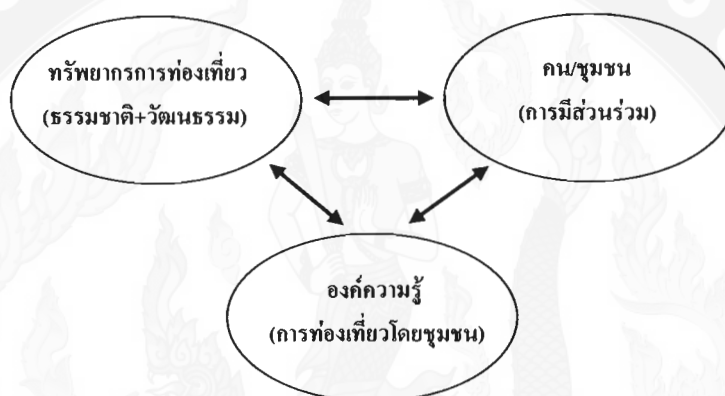 ทรัพยากรการท่องเที่ยว
(ธรรมชาติ+วัฒนธรรม)
คน/ชุมชน
(การมีส่วนร่วม)
องค์ความรู้
(การท่องเที่ยวโดยชุมชน)